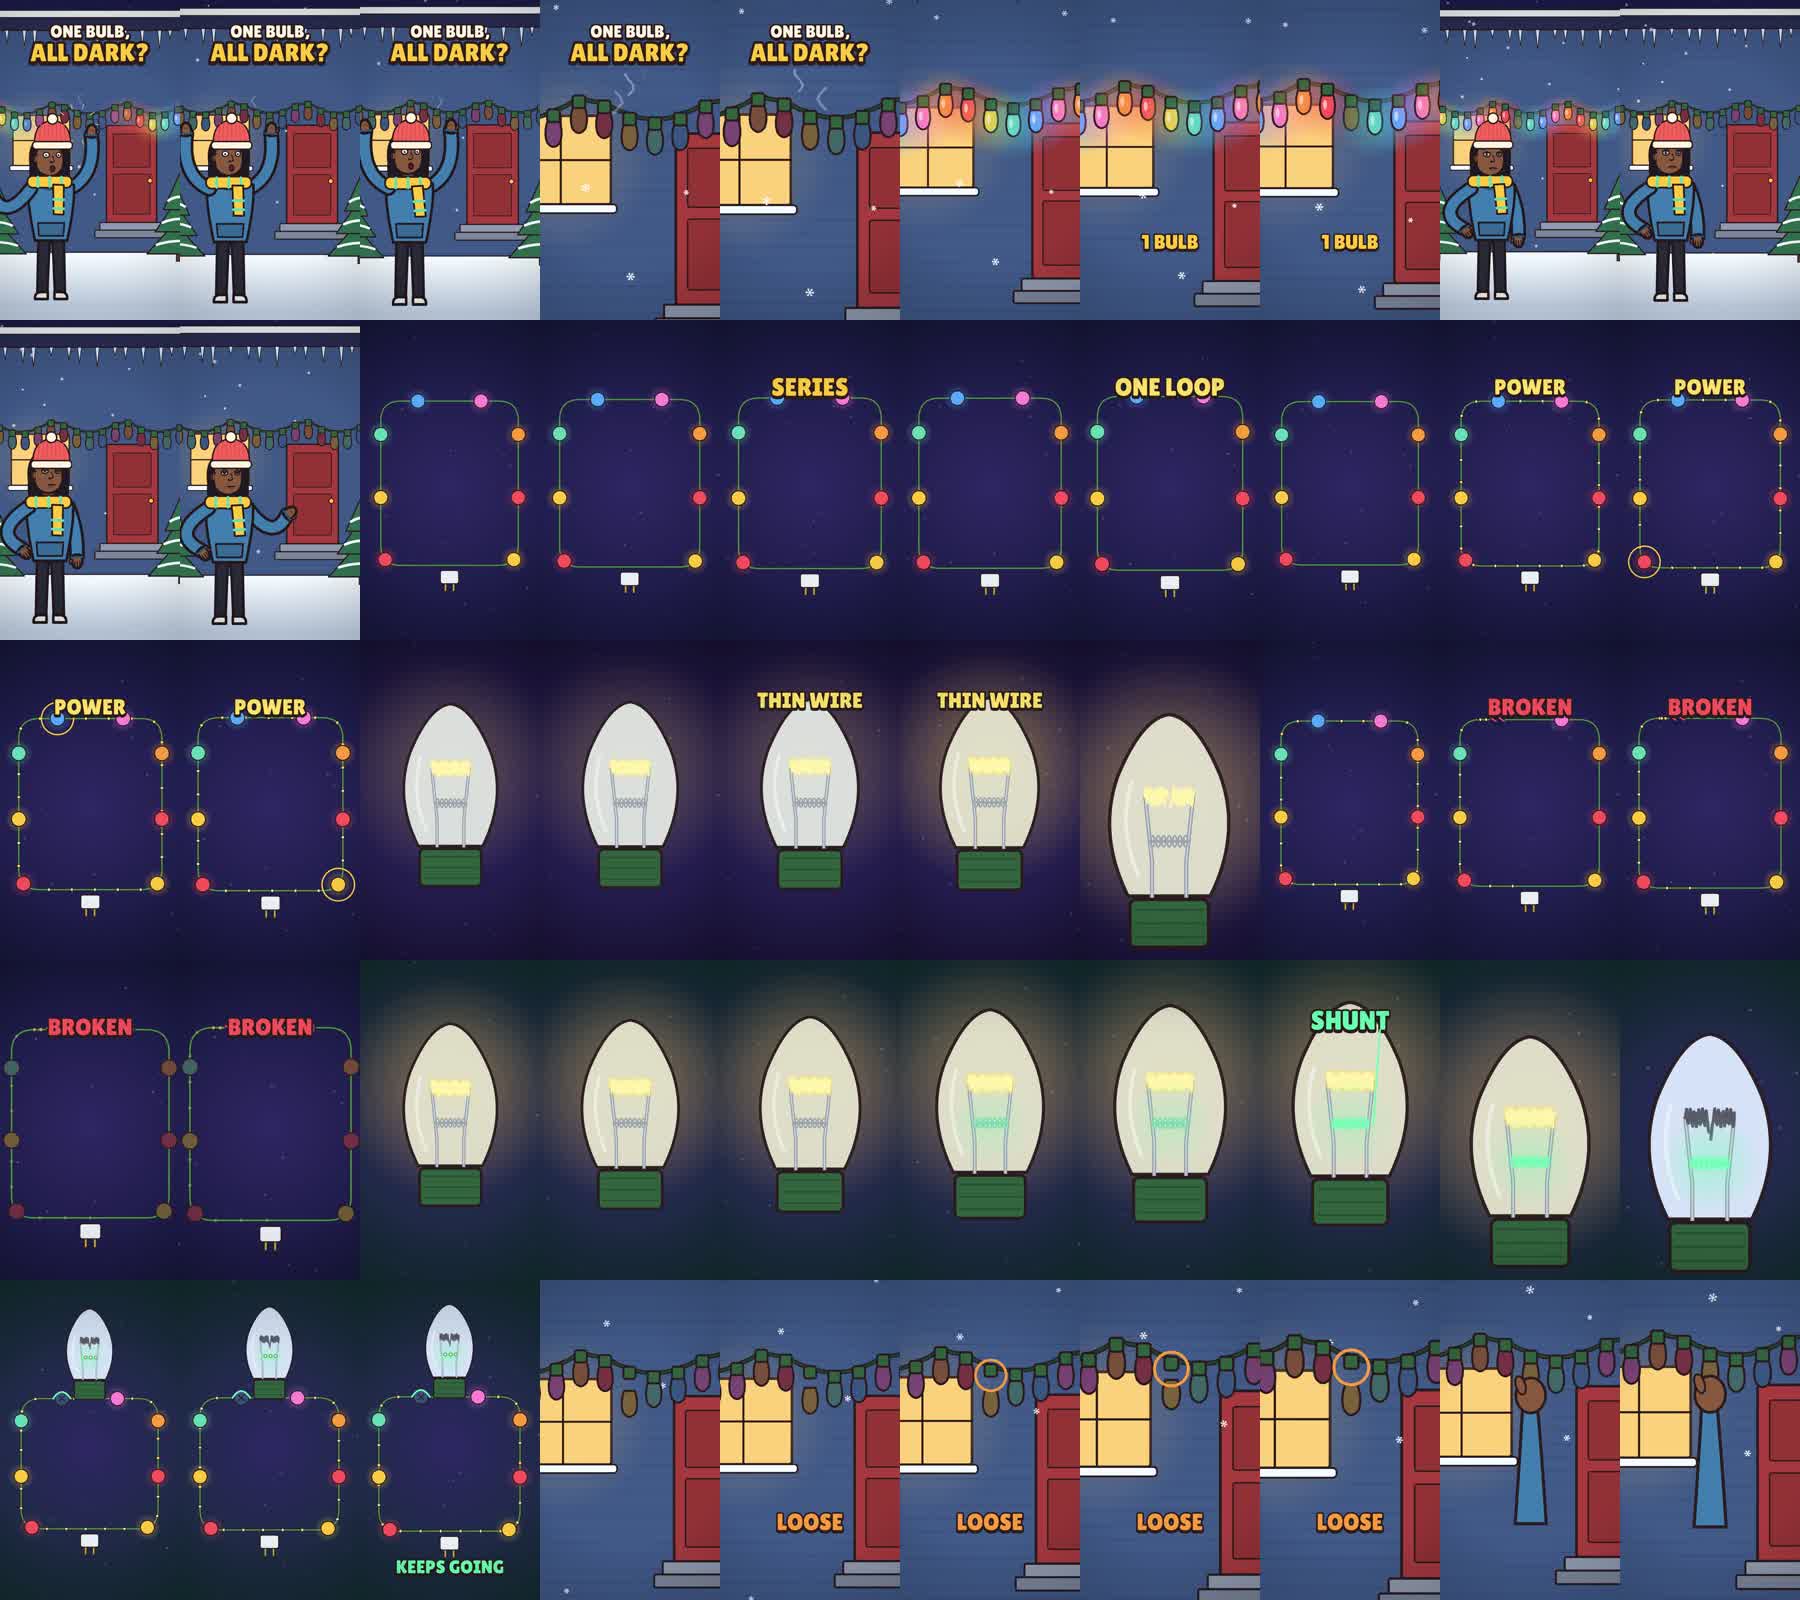 ONE BULB,
ALL DARK?
ONE BULB,
ALL DARK?
ONE BULB,
ALL DARK?
ONE BULB,
ALL DARK?
ONE BULB,
ALL DARK?
1 BULB
1 BULB
SERIES
ONE LOOP
POWER
POWER
POWER
POWER
THIN WIRE
THIN WIRE
BROKEN
BROKEN
BROKEN
BROKEN
SHUNT
KEEPS GOING
LOOSE
LOOSE
LOOSE
LOOSE